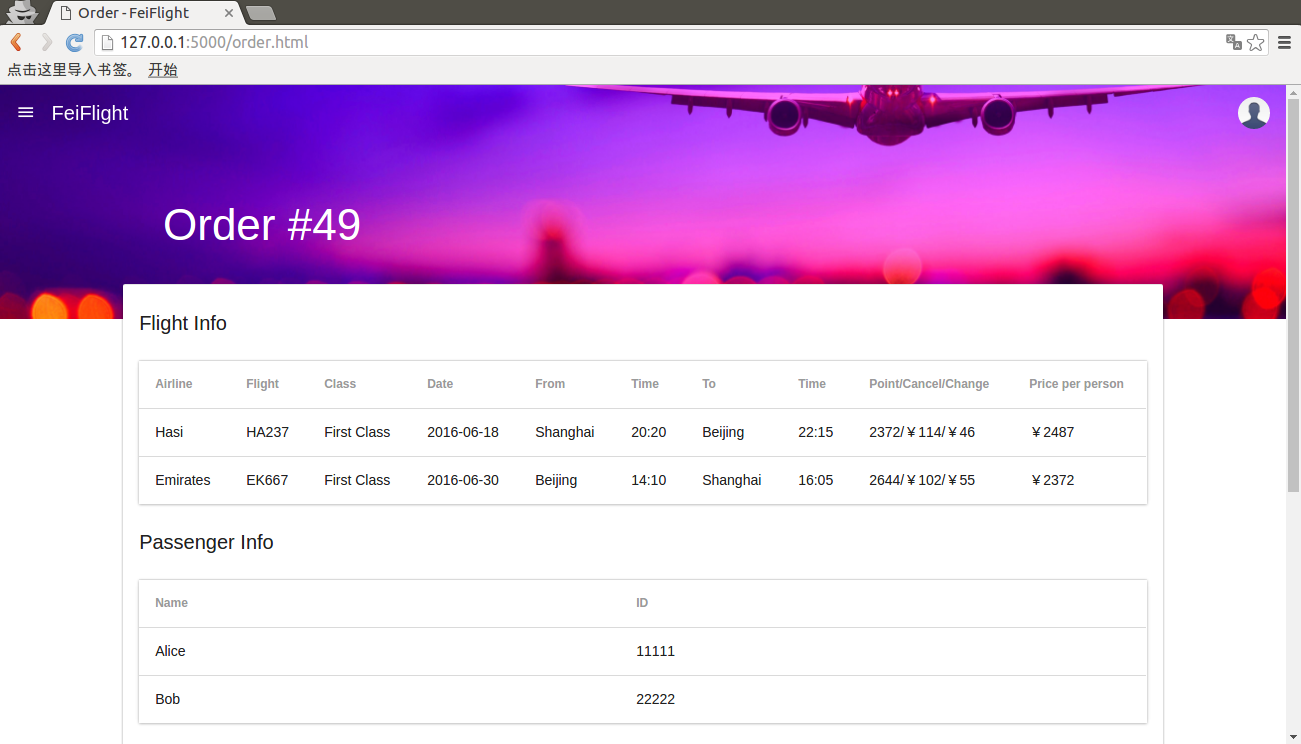 Order - FeiFlight
127.0.0.1:5000/order.html
点击这里导入书签。 开始
FeiFlight
Order #49
Flight Info
Airline Flight Class Date From Time To Time Point/Cancel/Change Price per person
Hasi HA237 First Class 2016-06-18 Shanghai 20:20 Beijing 22:15 2372/￥114/￥46 ￥2487
Emirates EK667 First Class 2016-06-30 Beijing 14:10 Shanghai 16:05 2644/￥102/￥55 ￥2372
Passenger Info
Name ID
Alice 11111
Bob 22222